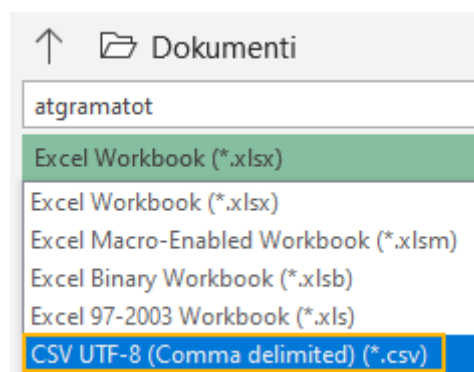 Dokumenti
atgramatot
Excel Workbook (*.xlsx)
Excel Workbook (*.xlsx)
Excel Macro-Enabled Workbook (*.xlsm)
Excel Binary Workbook (*.xlsb)
Excel 97-2003 Workbook (*.xls)
CSV UTF-8 (Comma delimited) (*.csv)